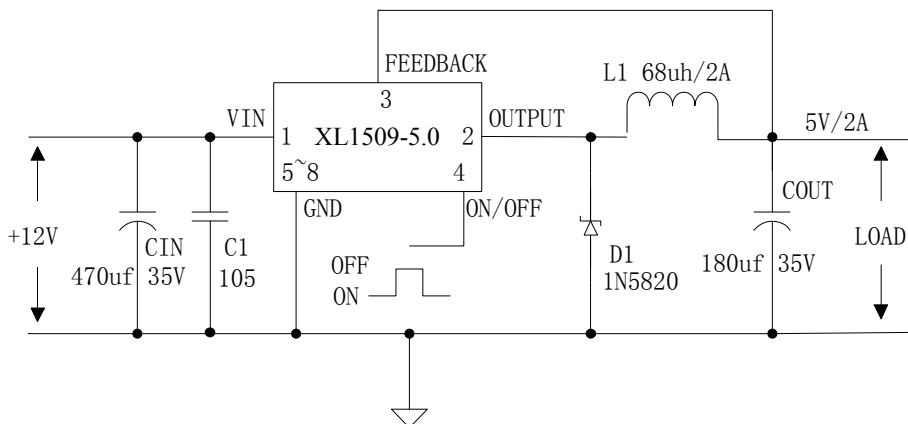 FEEDBACK
L1 68uh/2A
3
VIN
OUTPUT
5V/2A
1 XL1509-5.0 2
5~8 4
GND
ON/OFF
COUT
+12V
CIN
C1
OFF
D1
LOAD
470uf 35V
105
ON
1N5820
180uf 35V